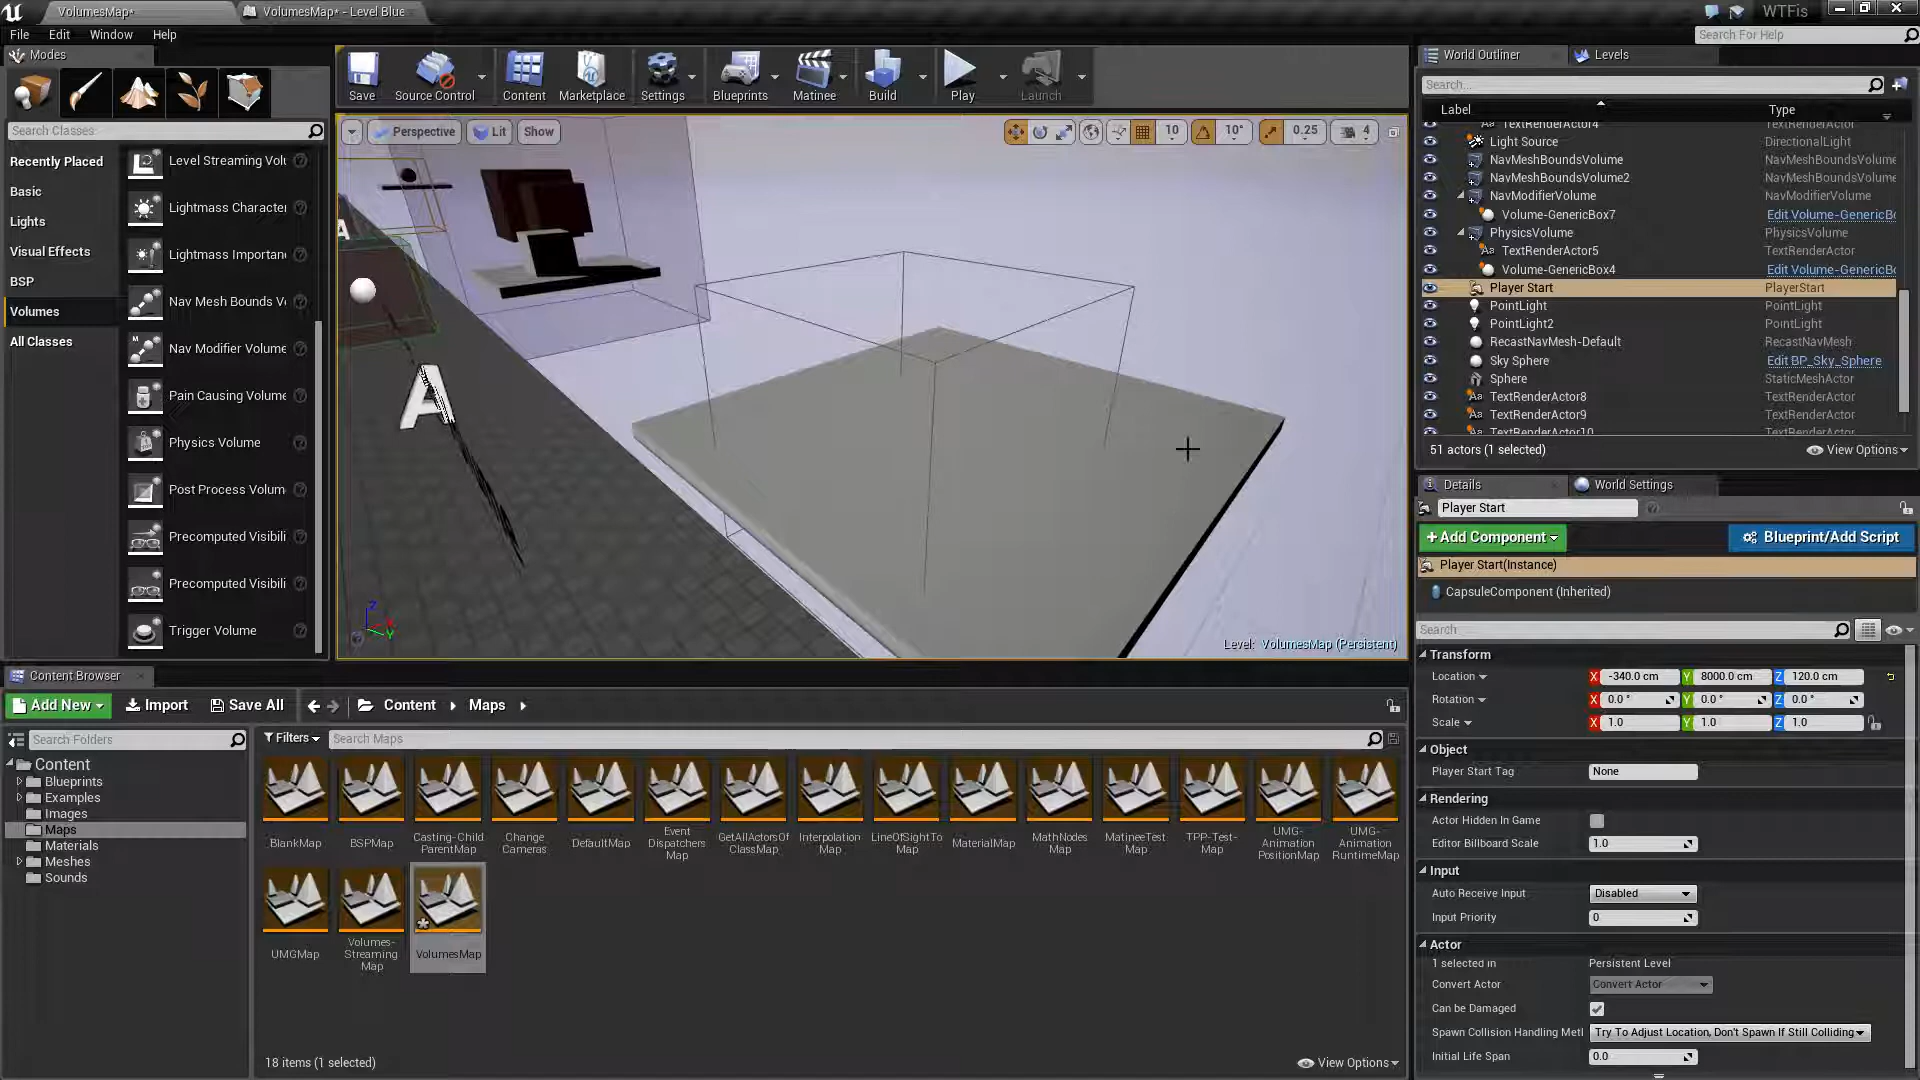 VolumesMap*
VolumesMap* - Level Blue
WTFis
File Edit Window Help
Search For Help
Modes
Search Classes
Recently Placed
Basic
Lights
Visual Effects
BSP
Volumes
All Classes
Level Streaming Volu
Lightmass Character
Lightmass Importan
Nav Mesh Bounds V
Nav Modifier Volume
Pain Causing Volume
Physics Volume
Post Process Volum
Precomputed Visibili
Precomputed Visibili
Trigger Volume
Save Source Control Content Marketplace Settings Blueprints Matinee Build Play Launch
Perspective Lit Show
10 10° 0.25 4
A
A
Z
X
Y
Level: VolumesMap (Persistent)
World Outliner Levels
Search...
Label Type
TextRenderActor4 TextRenderActor
Light Source DirectionalLight
NavMeshBoundsVolume NavMeshBoundsVolume
NavMeshBoundsVolume2 NavMeshBoundsVolume
NavModifierVolume NavModifierVolume
Volume-GenericBox7 Edit Volume-GenericBo
PhysicsVolume PhysicsVolume
TextRenderActor5 TextRenderActor
Volume-GenericBox4 Edit Volume-GenericBo
Player Start PlayerStart
PointLight PointLight
PointLight2 PointLight
RecastNavMesh-Default RecastNavMesh
Sky Sphere Edit BP_Sky_Sphere
Sphere StaticMeshActor
TextRenderActor8 TextRenderActor
TextRenderActor9 TextRenderActor
TextRenderActor10 TextRenderActor
51 actors (1 selected) View Options
Details World Settings
Player Start
+ Add Component Blueprint/Add Script
Player Start(Instance)
CapsuleComponent (Inherited)
Search
Transform
Location X -340.0 cm Y 8000.0 cm Z 120.0 cm
Rotation X 0.0 ° Y 0.0 ° Z 0.0 °
Scale X 1.0 Y 1.0 Z 1.0
Object
Player Start Tag None
Rendering
Actor Hidden In Game
Editor Billboard Scale 1.0
Input
Auto Receive Input Disabled
Input Priority 0
Actor
1 selected in Persistent Level
Convert Actor Convert Actor
Can be Damaged
Spawn Collision Handling Metl Try To Adjust Location, Don't Spawn If Still Colliding
Initial Life Span 0.0
Content Browser
Add New Import Save All Content Maps
Search Folders
Filters Search Maps
Content
Blueprints
Examples
Images
Maps
Materials
Meshes
Sounds
BlankMap
BSPMap
Casting-Child ParentMap
Change Cameras
DefaultMap
Event Dispatchers Map
GetAllActorsOf ClassMap
Interpolation Map
LineOfSightTo Map
MaterialMap
MathNodes Map
MatineeTest Map
TPP-Test-Map
UMG-Animation PositionMap
UMG-Animation RuntimeMap
UMGMap
Volumes-Streaming Map
VolumesMap
18 items (1 selected) View Options